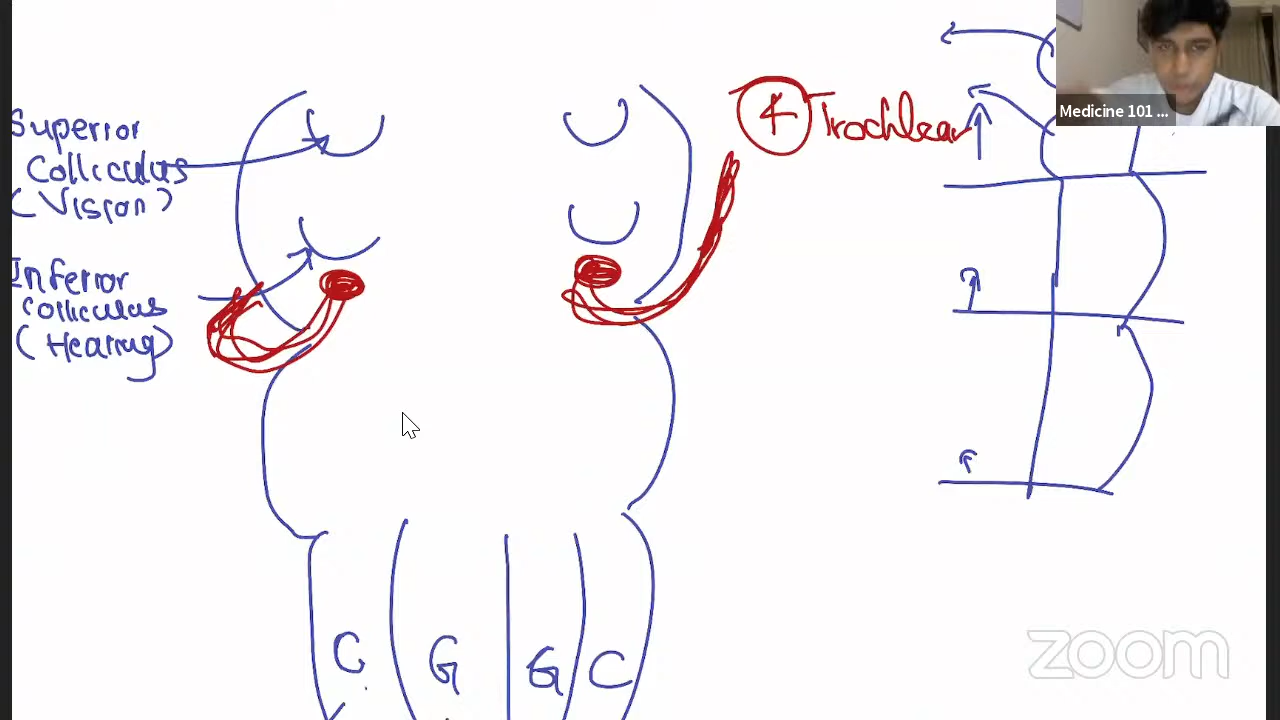 Superior
Colliculus
(Vision)
Inferior
colliculus
(Hearing)
4 Trochlear
Medicine 101 ...
C G G C
zoom